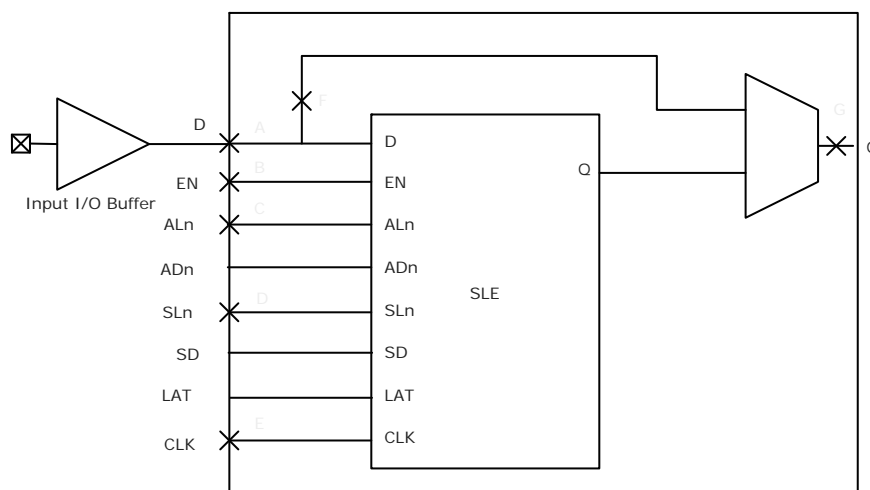 F
D A
D
EN B
EN
Q
G
Input I/O Buffer
ALn C
ALn
ADn
ADn
SLE
D
SLn
SLn
SD
SD
LAT
LAT
E
CLK
CLK